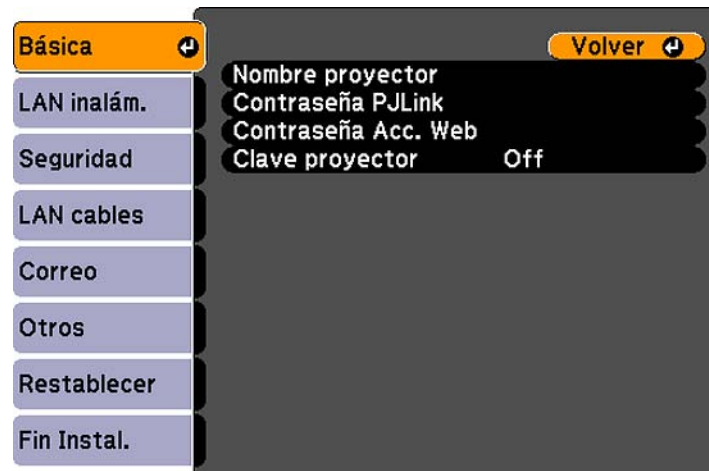 Básica
LAN inalám.
Seguridad
LAN cables
Correo
Otros
Restablecer
Fin Instal.
Volver
Nombre proyector
Contraseña PJLink
Contraseña Acc. Web
Clave proyector Off